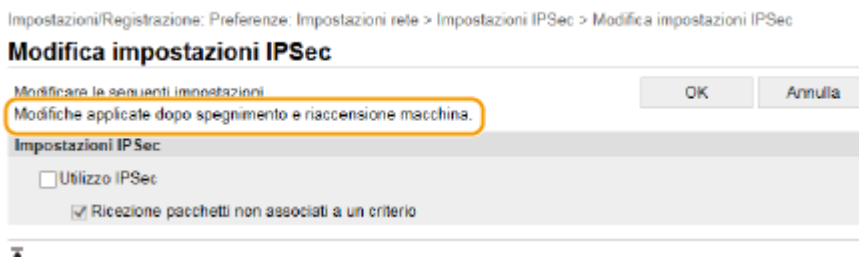 Impostazioni/Registrazione: Preferenze: Impostazioni rete > Impostazioni IPSec > Modifica impostazioni IPSec
Modifica impostazioni IPSec
Modificare le seguenti impostazioni. OK Annulla
Modifiche applicate dopo spegnimento e riaccensione macchina.
Impostazioni IPSec
Utilizzo IPSec
Ricezione pacchetti non associati a un criterio